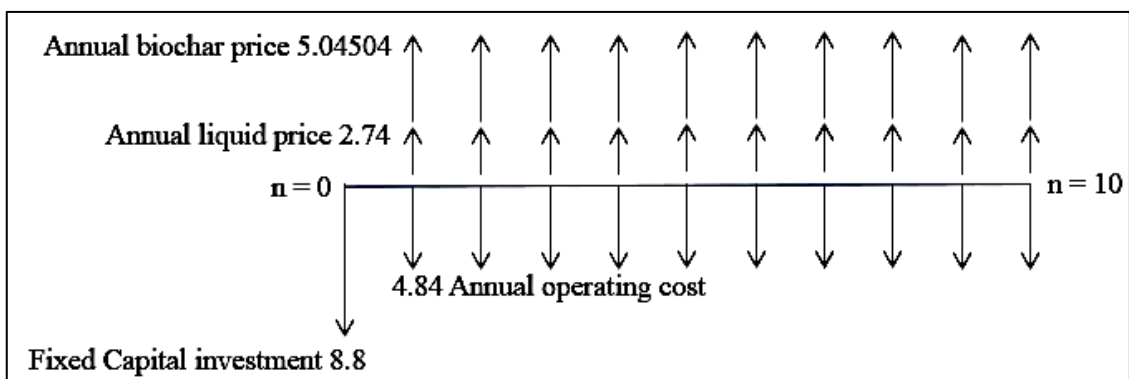 Annual biochar price 5.04504
Annual liquid price 2.74
n = 0
n = 10
4.84 Annual operating cost
Fixed Capital investment 8.8